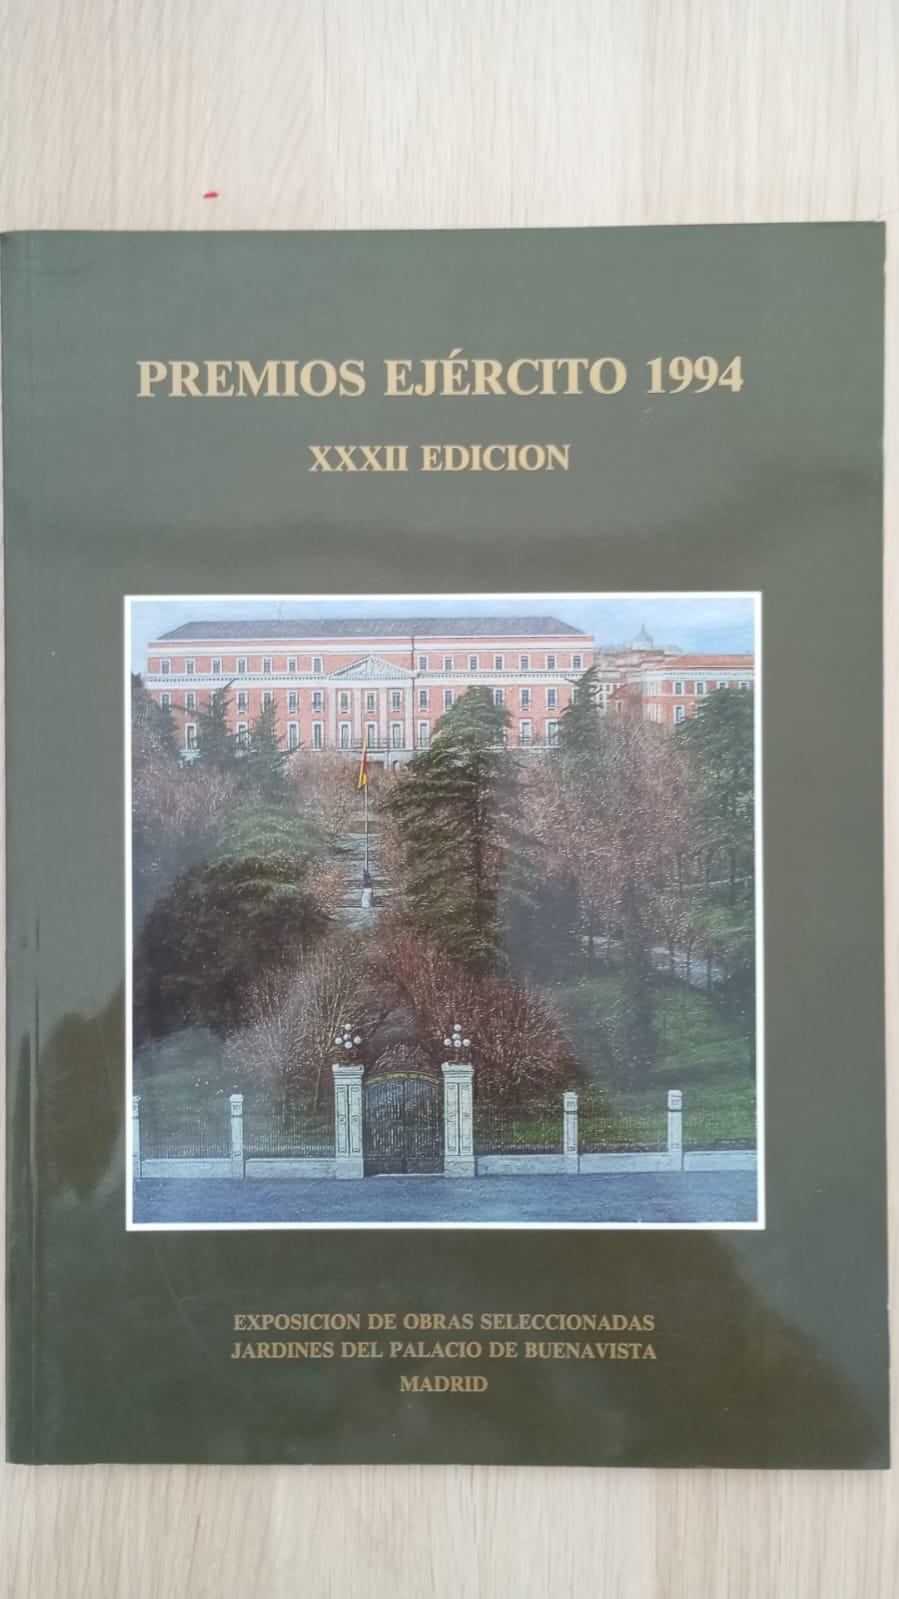 PREMIOS EJÉRCITO 1994
XXXII EDICION
EXPOSICION DE OBRAS SELECCIONADAS
JARDINES DEL PALACIO DE BUENAVISTA
MADRID